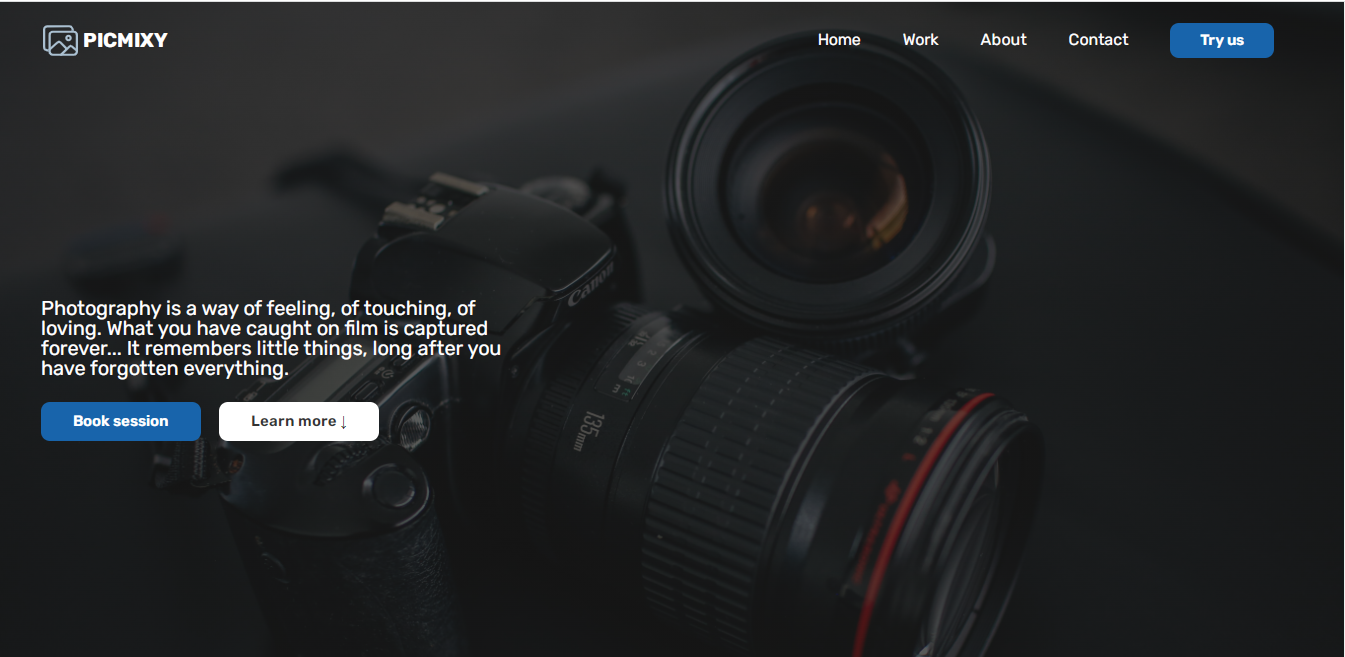 PICMIXY
Home Work About Contact Try us
Canon
Photography is a way of feeling, of touching, of
loving. What you have caught on film is captured
forever... It remembers little things, long after you
have forgotten everything.
Book session Learn more ↓
135mm